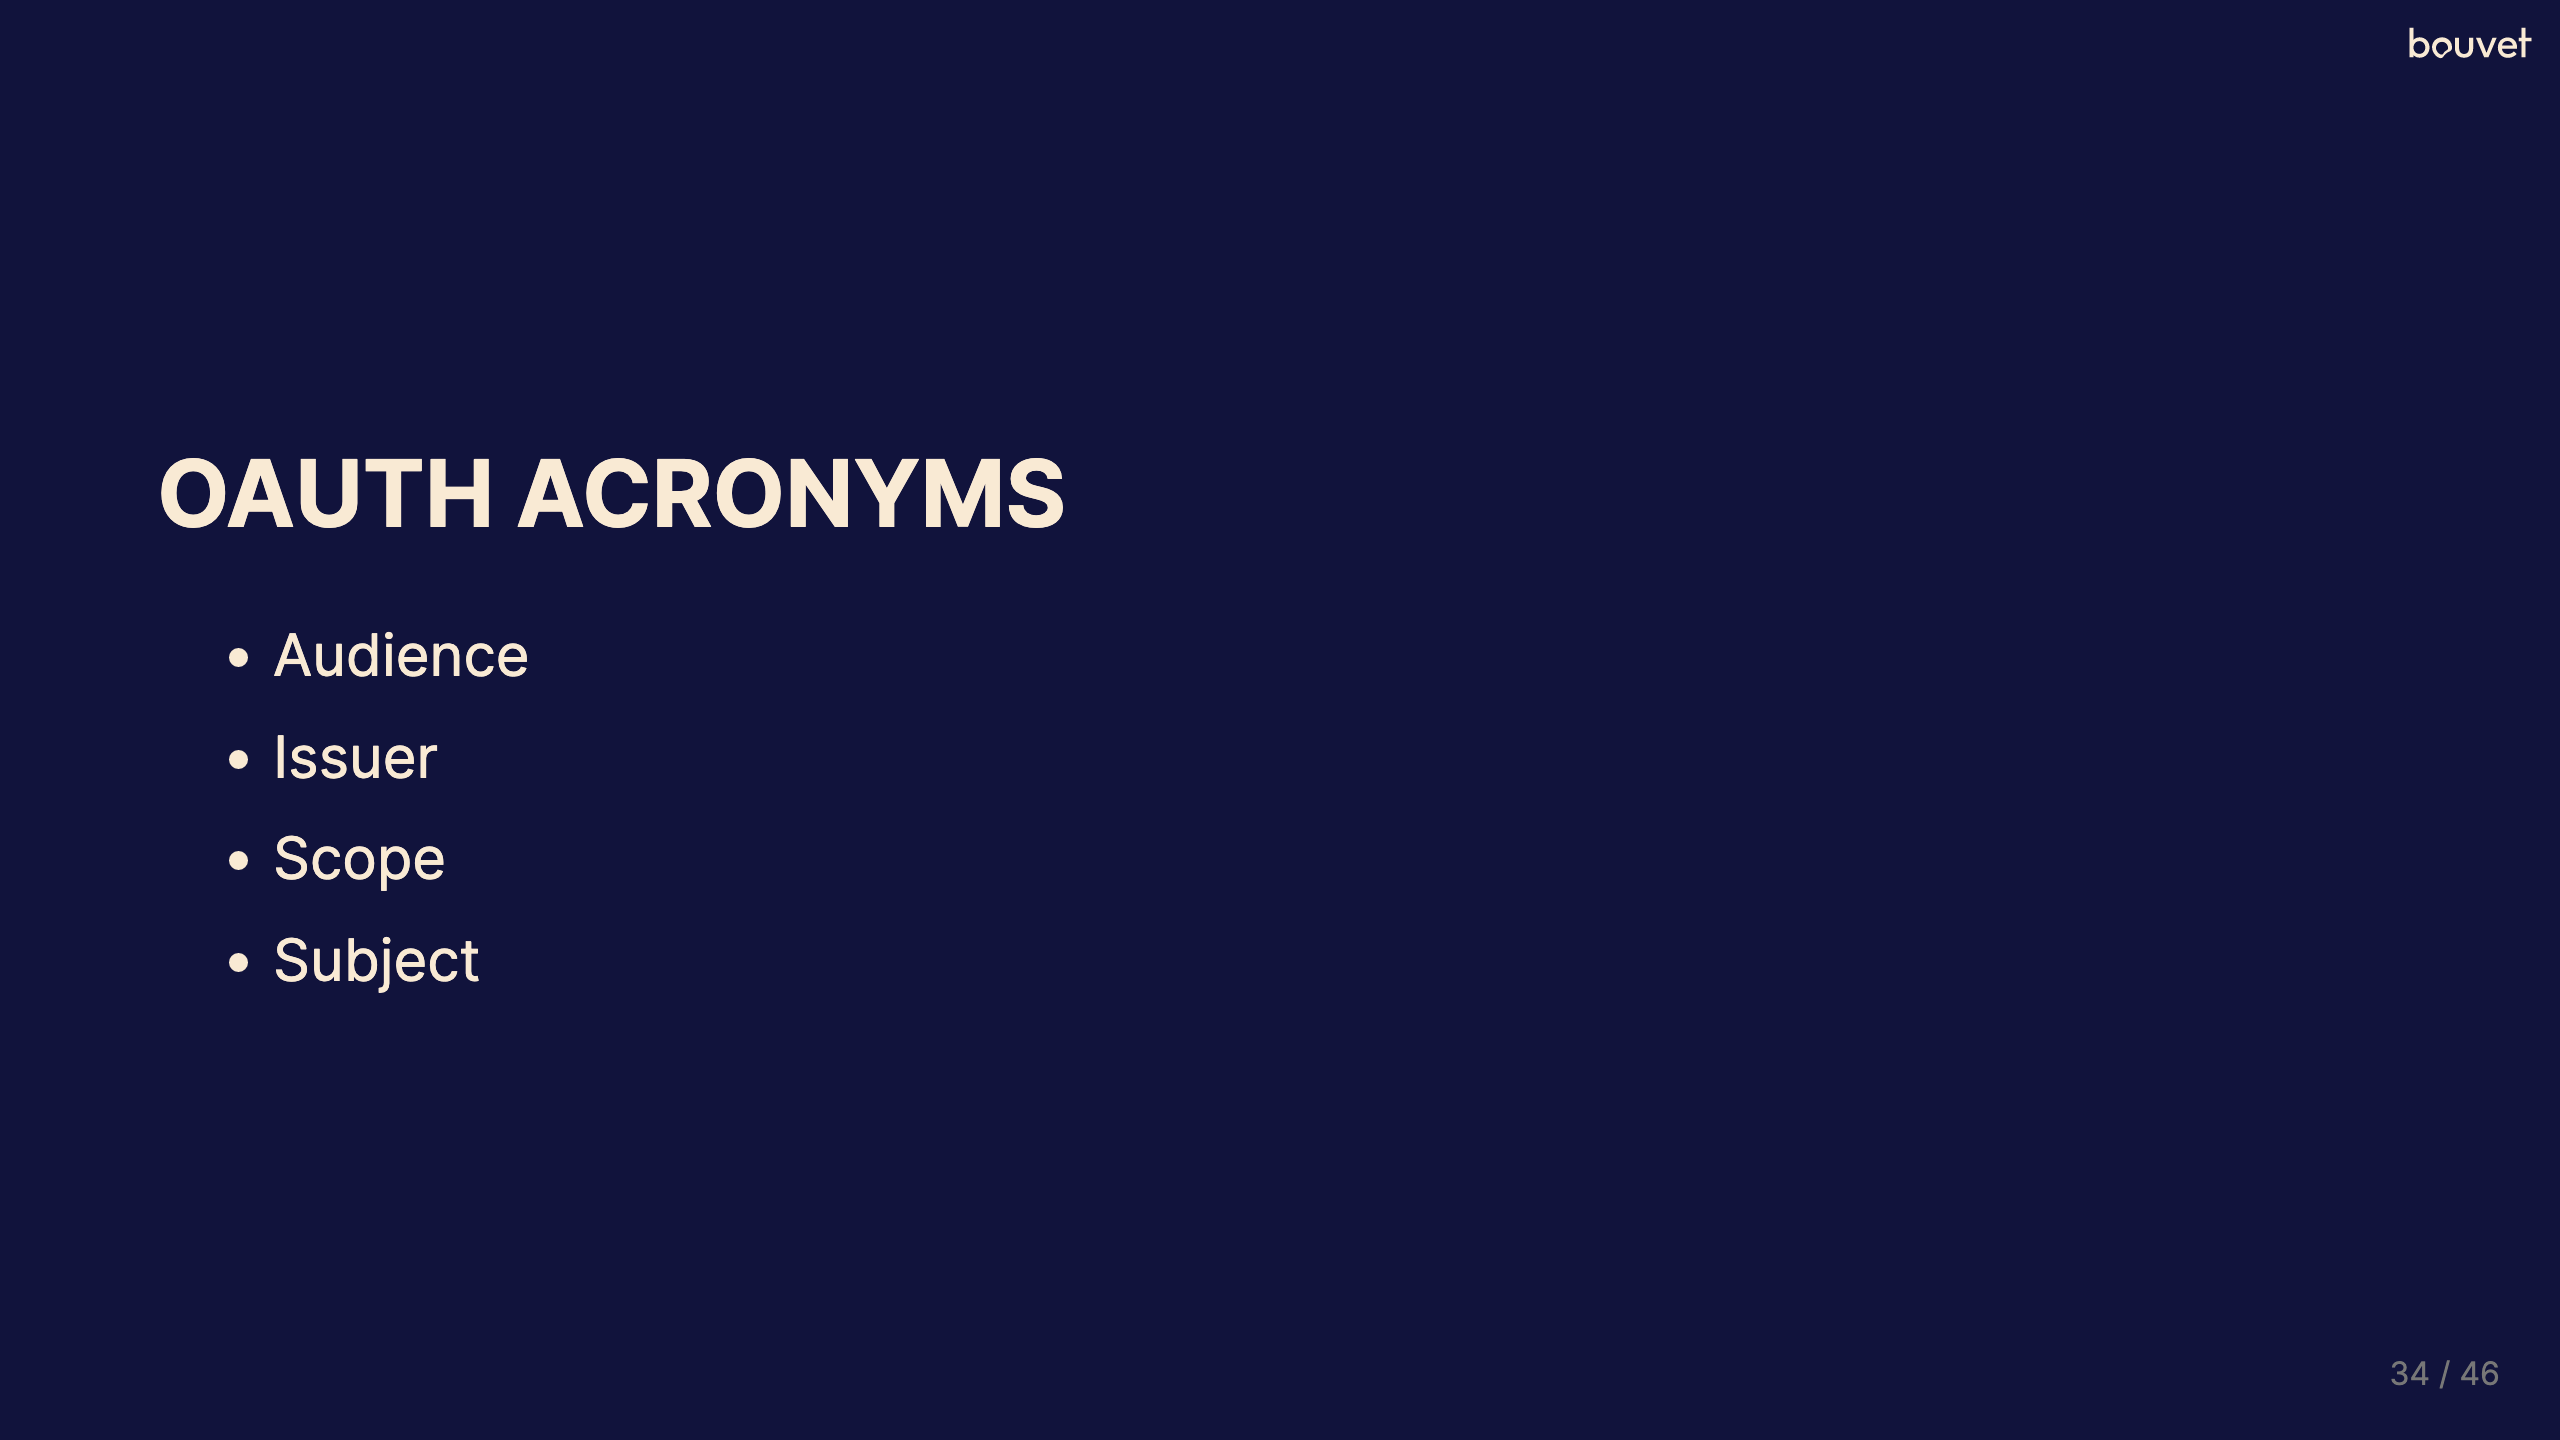 bouvet
OAUTH ACRONYMS
• Audience
• Issuer
• Scope
• Subject
34 / 46